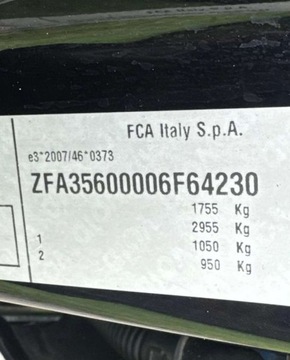 FCA Italy S.p.A.
e3*2007/46*0373
ZFA35600006F64230
1755 Kg
2955 Kg
1 1050 Kg
2 950 Kg